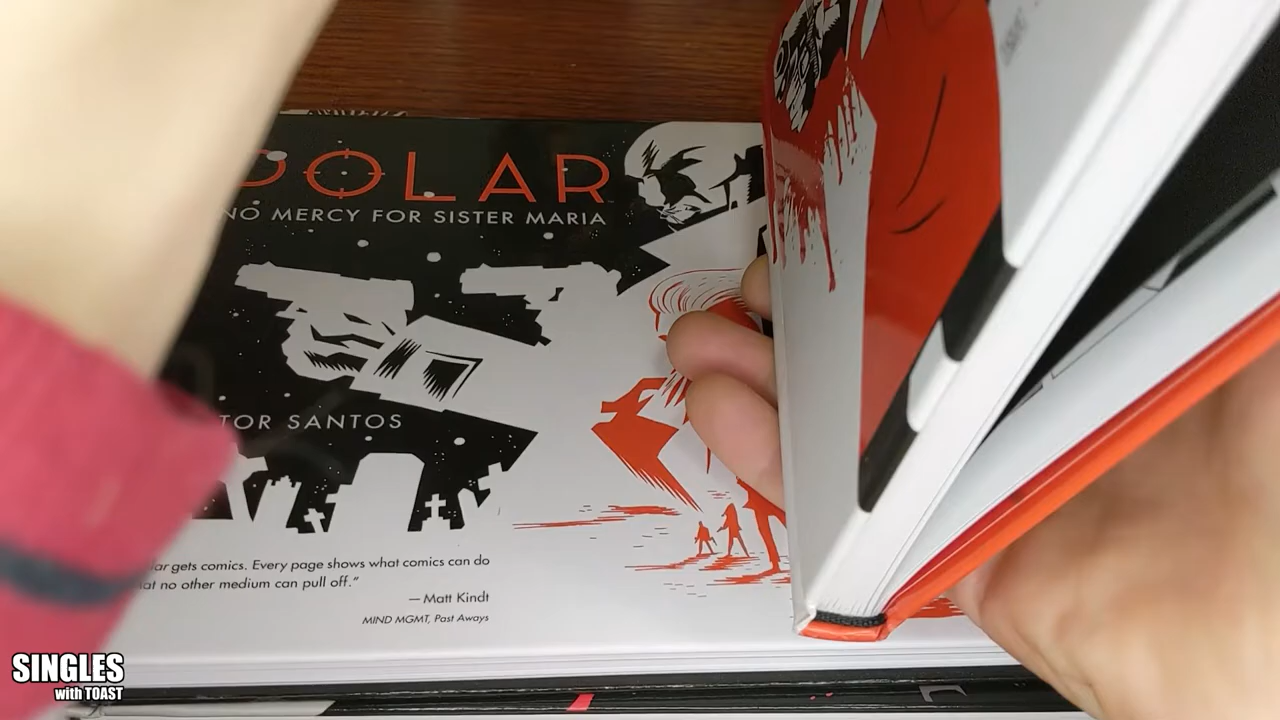 POLAR
NO MERCY FOR SISTER MARIA
TOR SANTOS
ar gets comics. Every page shows what comics can do
at no other medium can pull off.”
— Matt Kindt
MIND MGMT, Past Aways
SINGLES
with TOAST